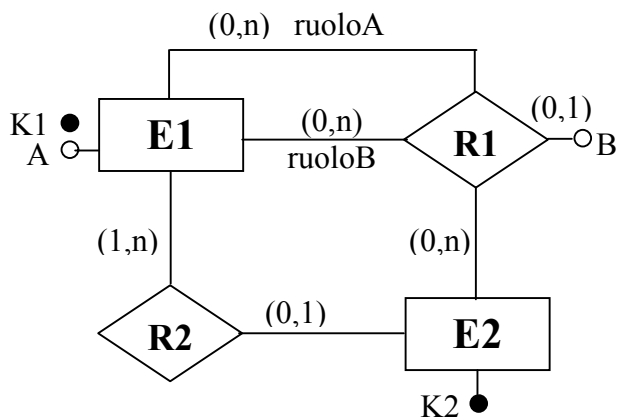 (0,n) ruoloA
K1
E1
(0,n)
(0,1)
A
ruoloB
R1
B
(1,n)
(0,n)
R2
(0,1)
E2
K2